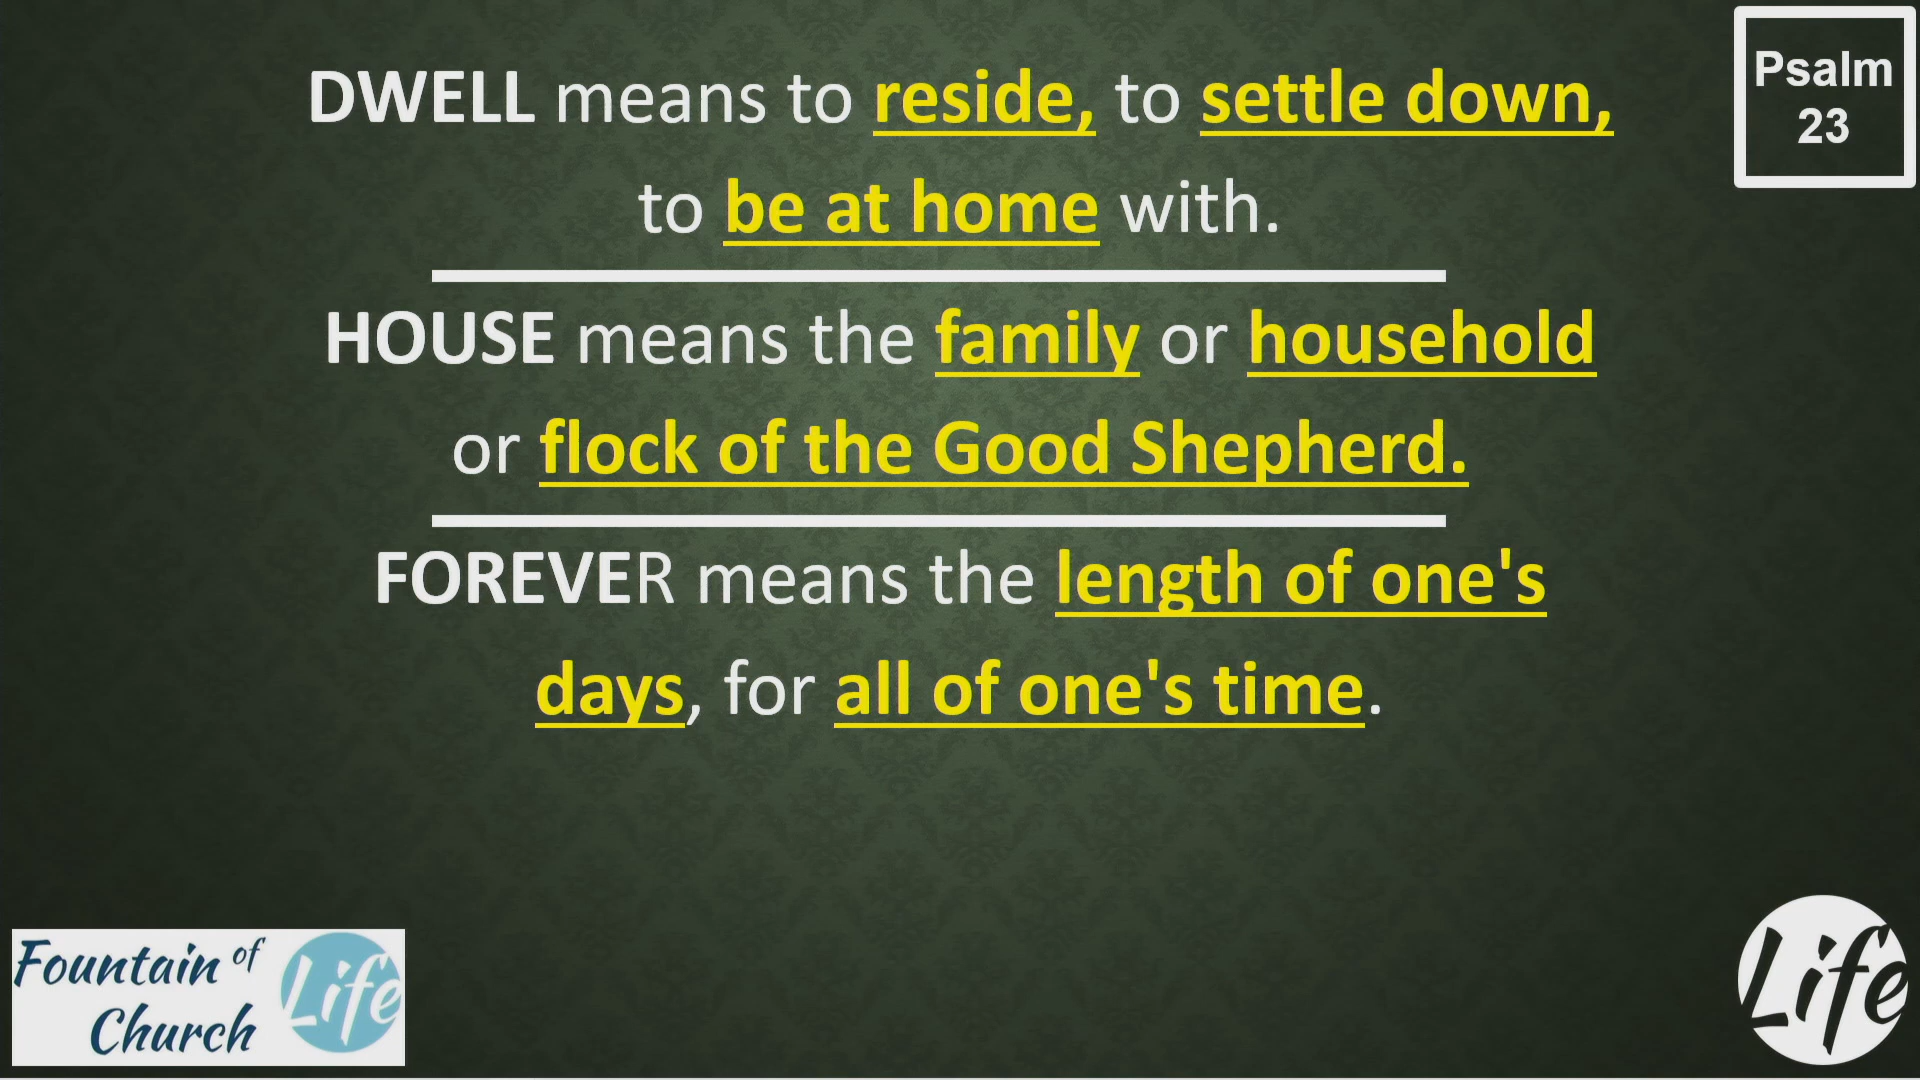 DWELL means to reside, to settle down,
to be at home with.
HOUSE means the family or household
or flock of the Good Shepherd.
FOREVER means the length of one's
days, for all of one's time.
Psalm
23
Fountain of
Church
Life
Life